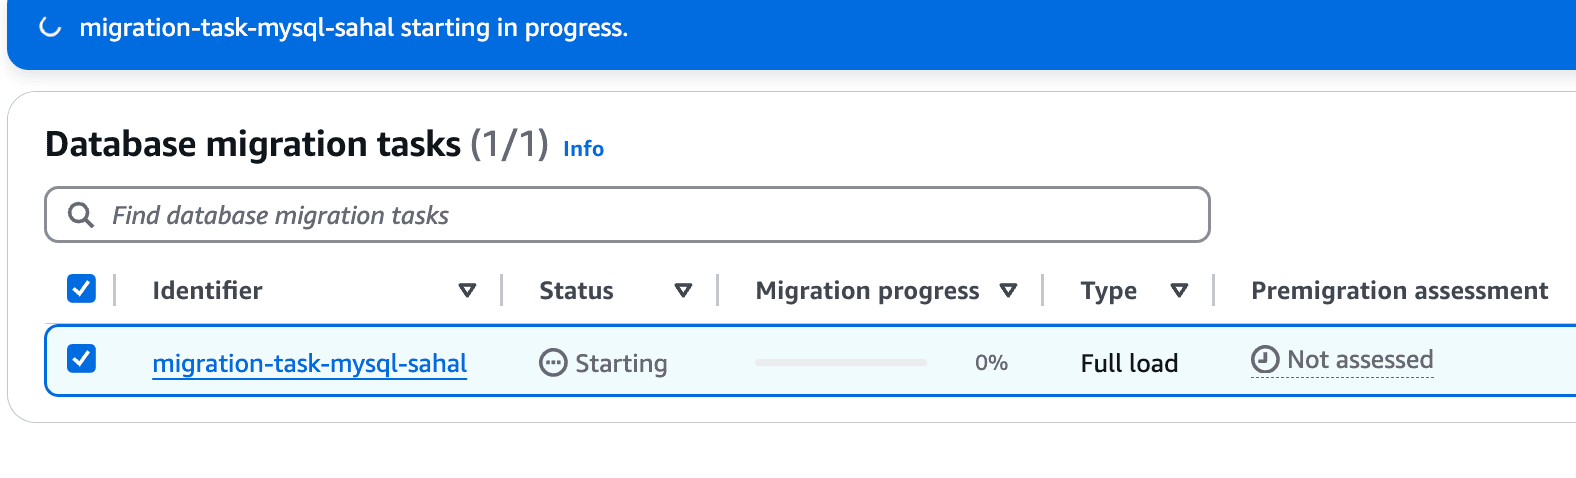 migration-task-mysql-sahal starting in progress.
Database migration tasks (1/1) Info
Find database migration tasks
Identifier Status Migration progress Type Premigration assessment
migration-task-mysql-sahal Starting 0% Full load Not assessed